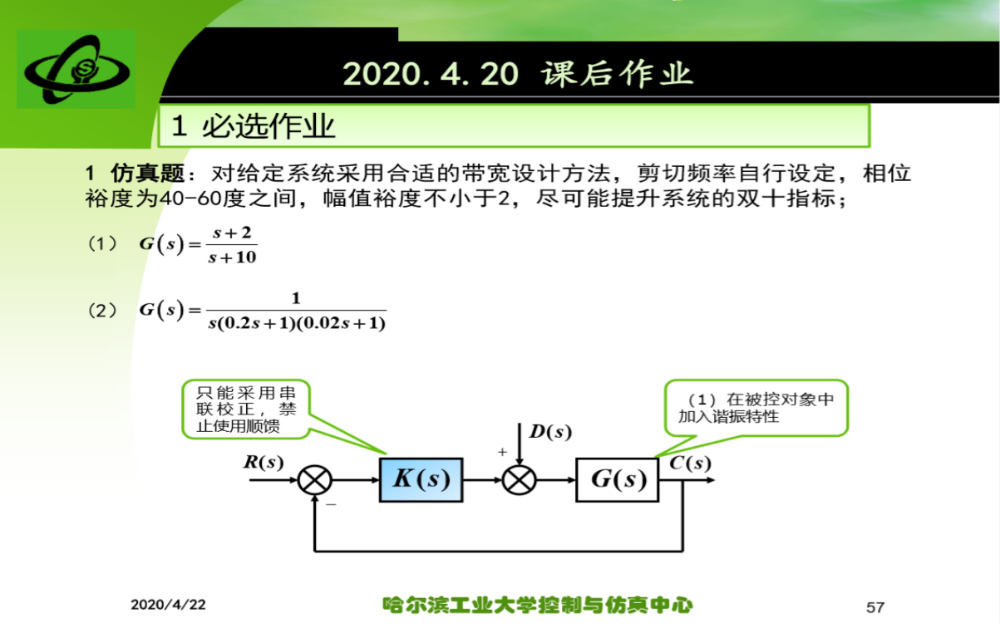 2020.4.20 课后作业
1 必选作业
1 仿真题：对给定系统采用合适的带宽设计方法，剪切频率自行设定，相位
裕度为40-60度之间，幅值裕度不小于2，尽可能提升系统的双十指标；
（1） G(s)=(s+2)/(s+10)
（2） G(s)=1/(s(0.2s+1)(0.02s+1))
只能采用串
联校正，禁
止使用顺馈
（1）在被控对象中
加入谐振特性
R(s)
K(s)
+
D(s)
G(s)
C(s)
−
2020/4/22
哈尔滨工业大学控制与仿真中心
57